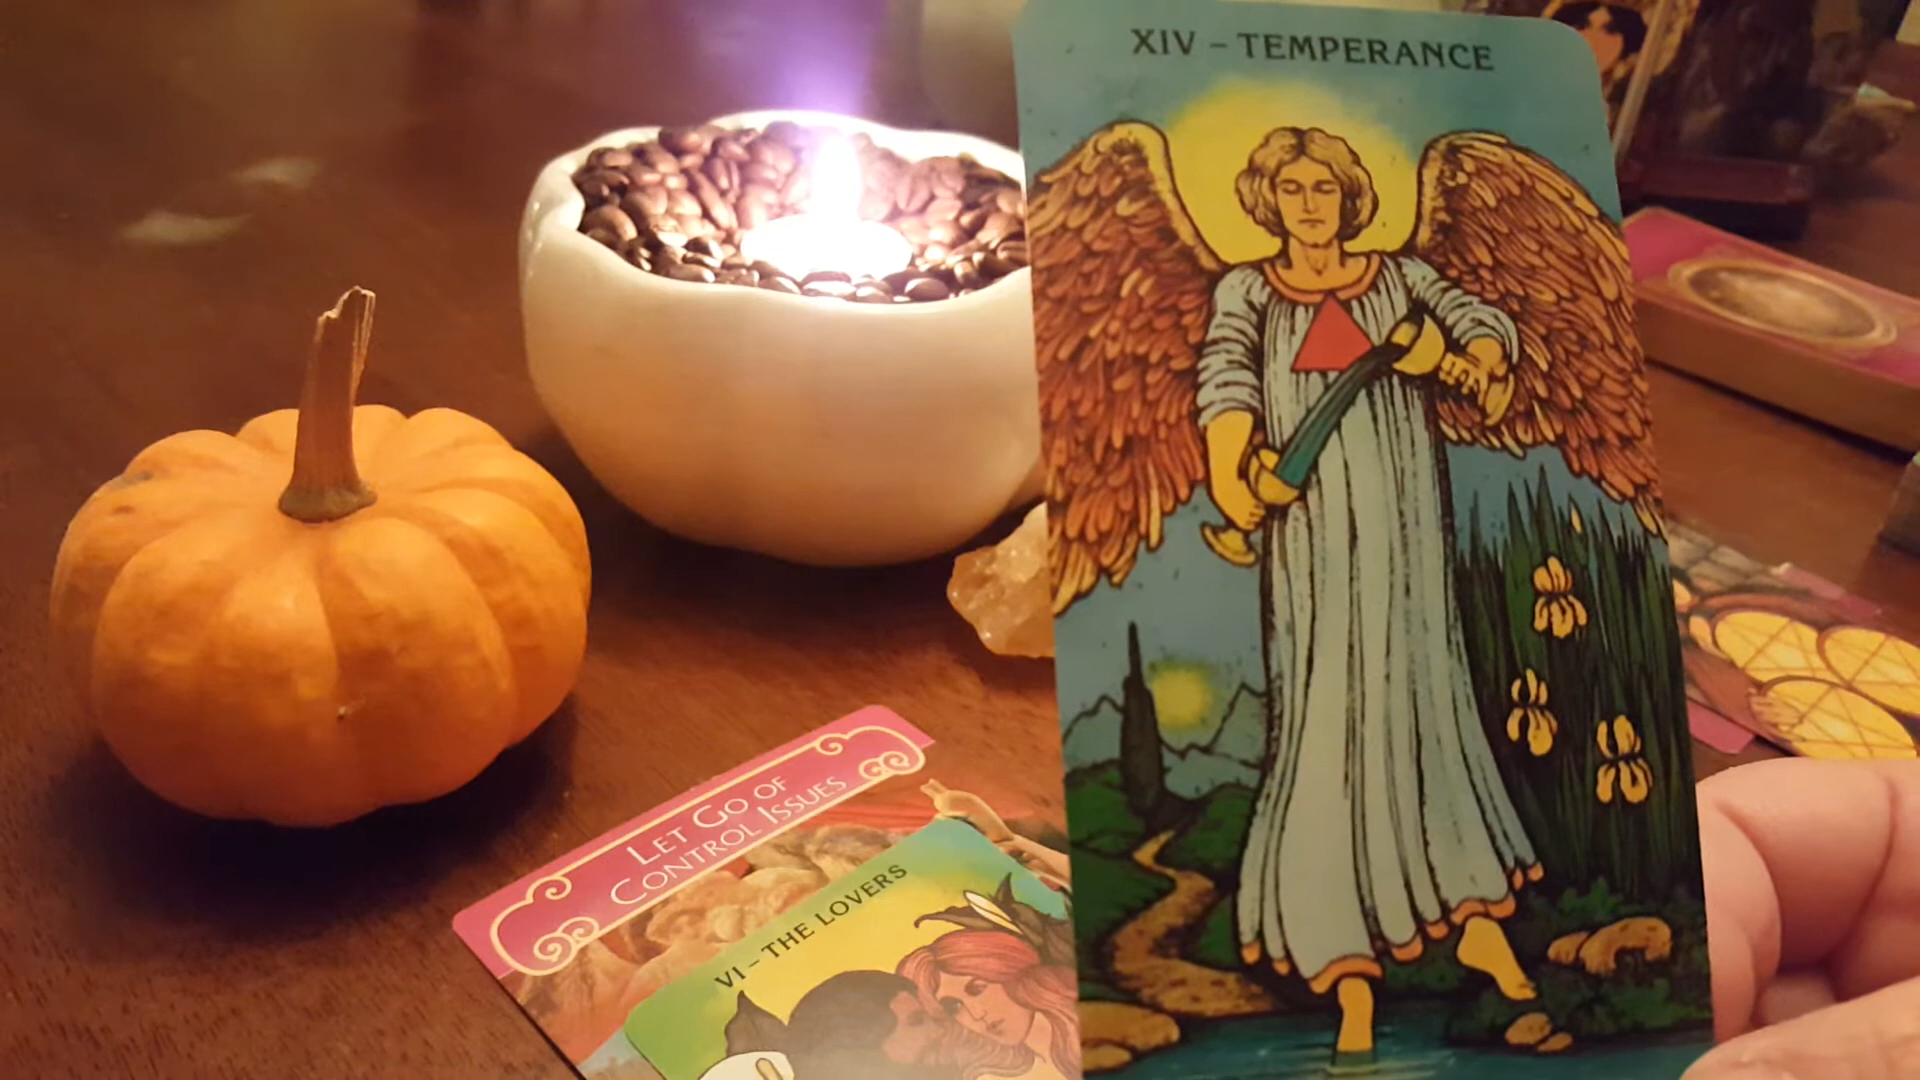 XIV – TEMPERANCE
LET GO OF
CONTROL ISSUES
VI – THE LOVERS